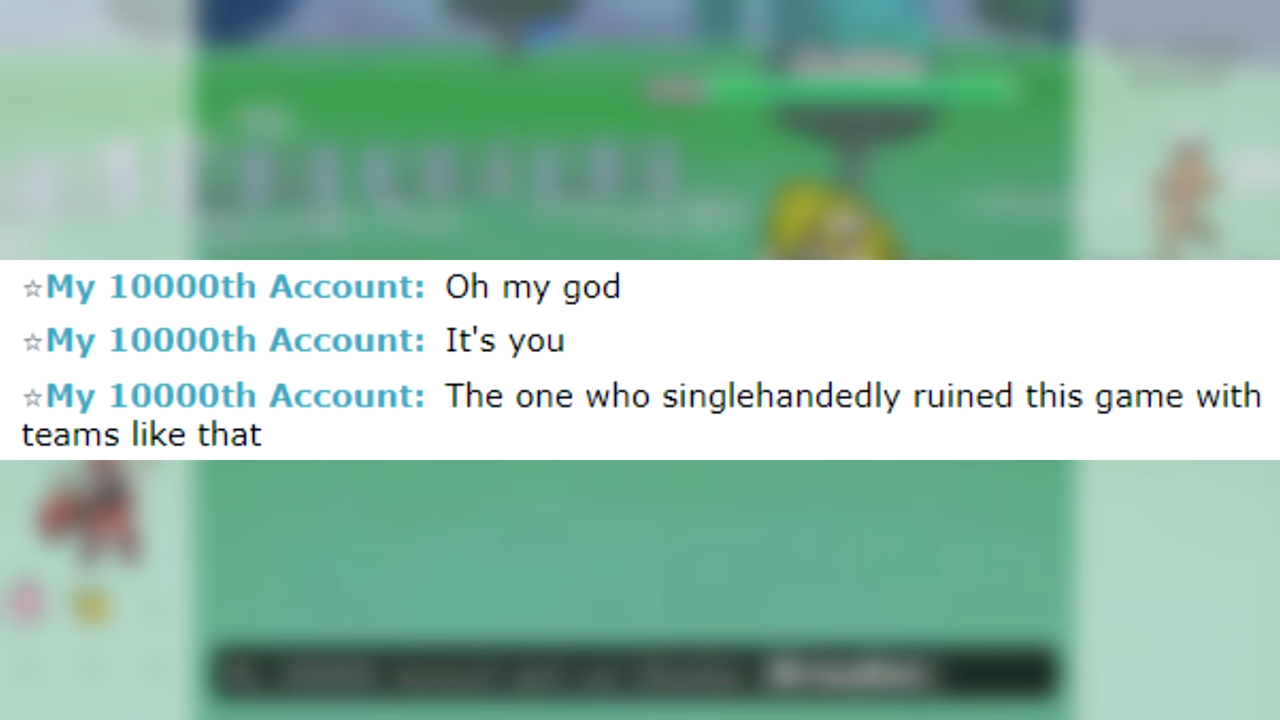 ☆My 10000th Account: Oh my god
☆My 10000th Account: It's you
☆My 10000th Account: The one who singlehandedly ruined this game with
teams like that